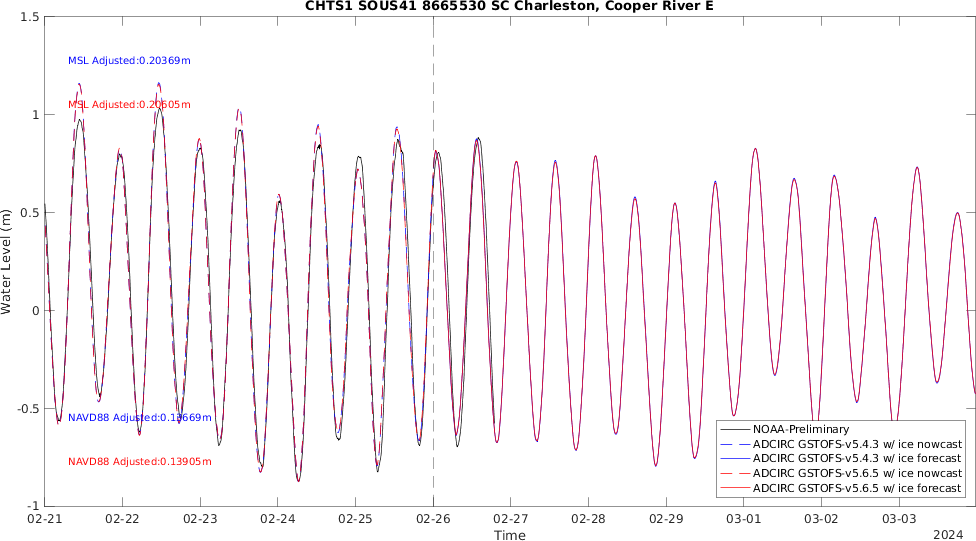 CHTS1 SOUS41 8665530 SC Charleston, Cooper River E
1.5
1
0.5
0
-0.5
-1
Water Level (m)
MSL Adjusted:0.20369m
MSL Adjusted:0.20605m
NAVD88 Adjusted:0.13669m
NAVD88 Adjusted:0.13905m
NOAA-Preliminary
ADCIRC GSTOFS-v5.4.3 w/ ice nowcast
ADCIRC GSTOFS-v5.4.3 w/ ice forecast
ADCIRC GSTOFS-v5.6.5 w/ ice nowcast
ADCIRC GSTOFS-v5.6.5 w/ ice forecast
02-21 02-22 02-23 02-24 02-25 02-26 02-27 02-28 02-29 03-01 03-02 03-03
Time
2024